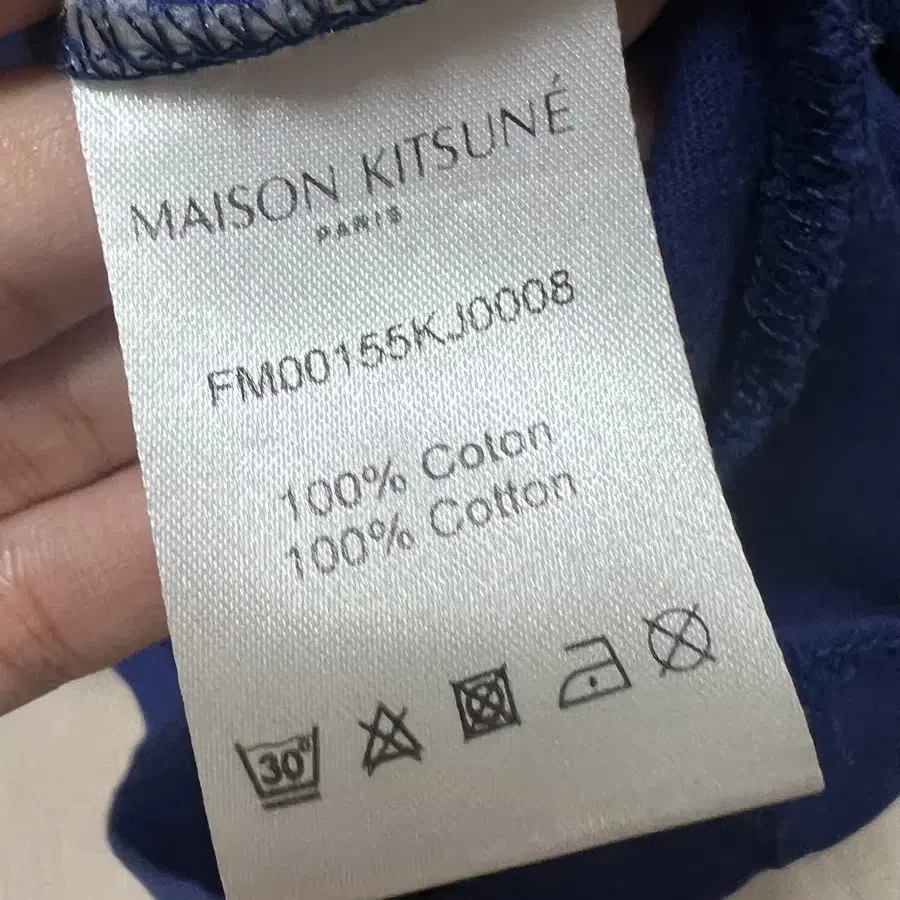 MAISON KITSUNÉ
PARIS
FM00155KJ0008
100% Coton
100% Cotton
30°